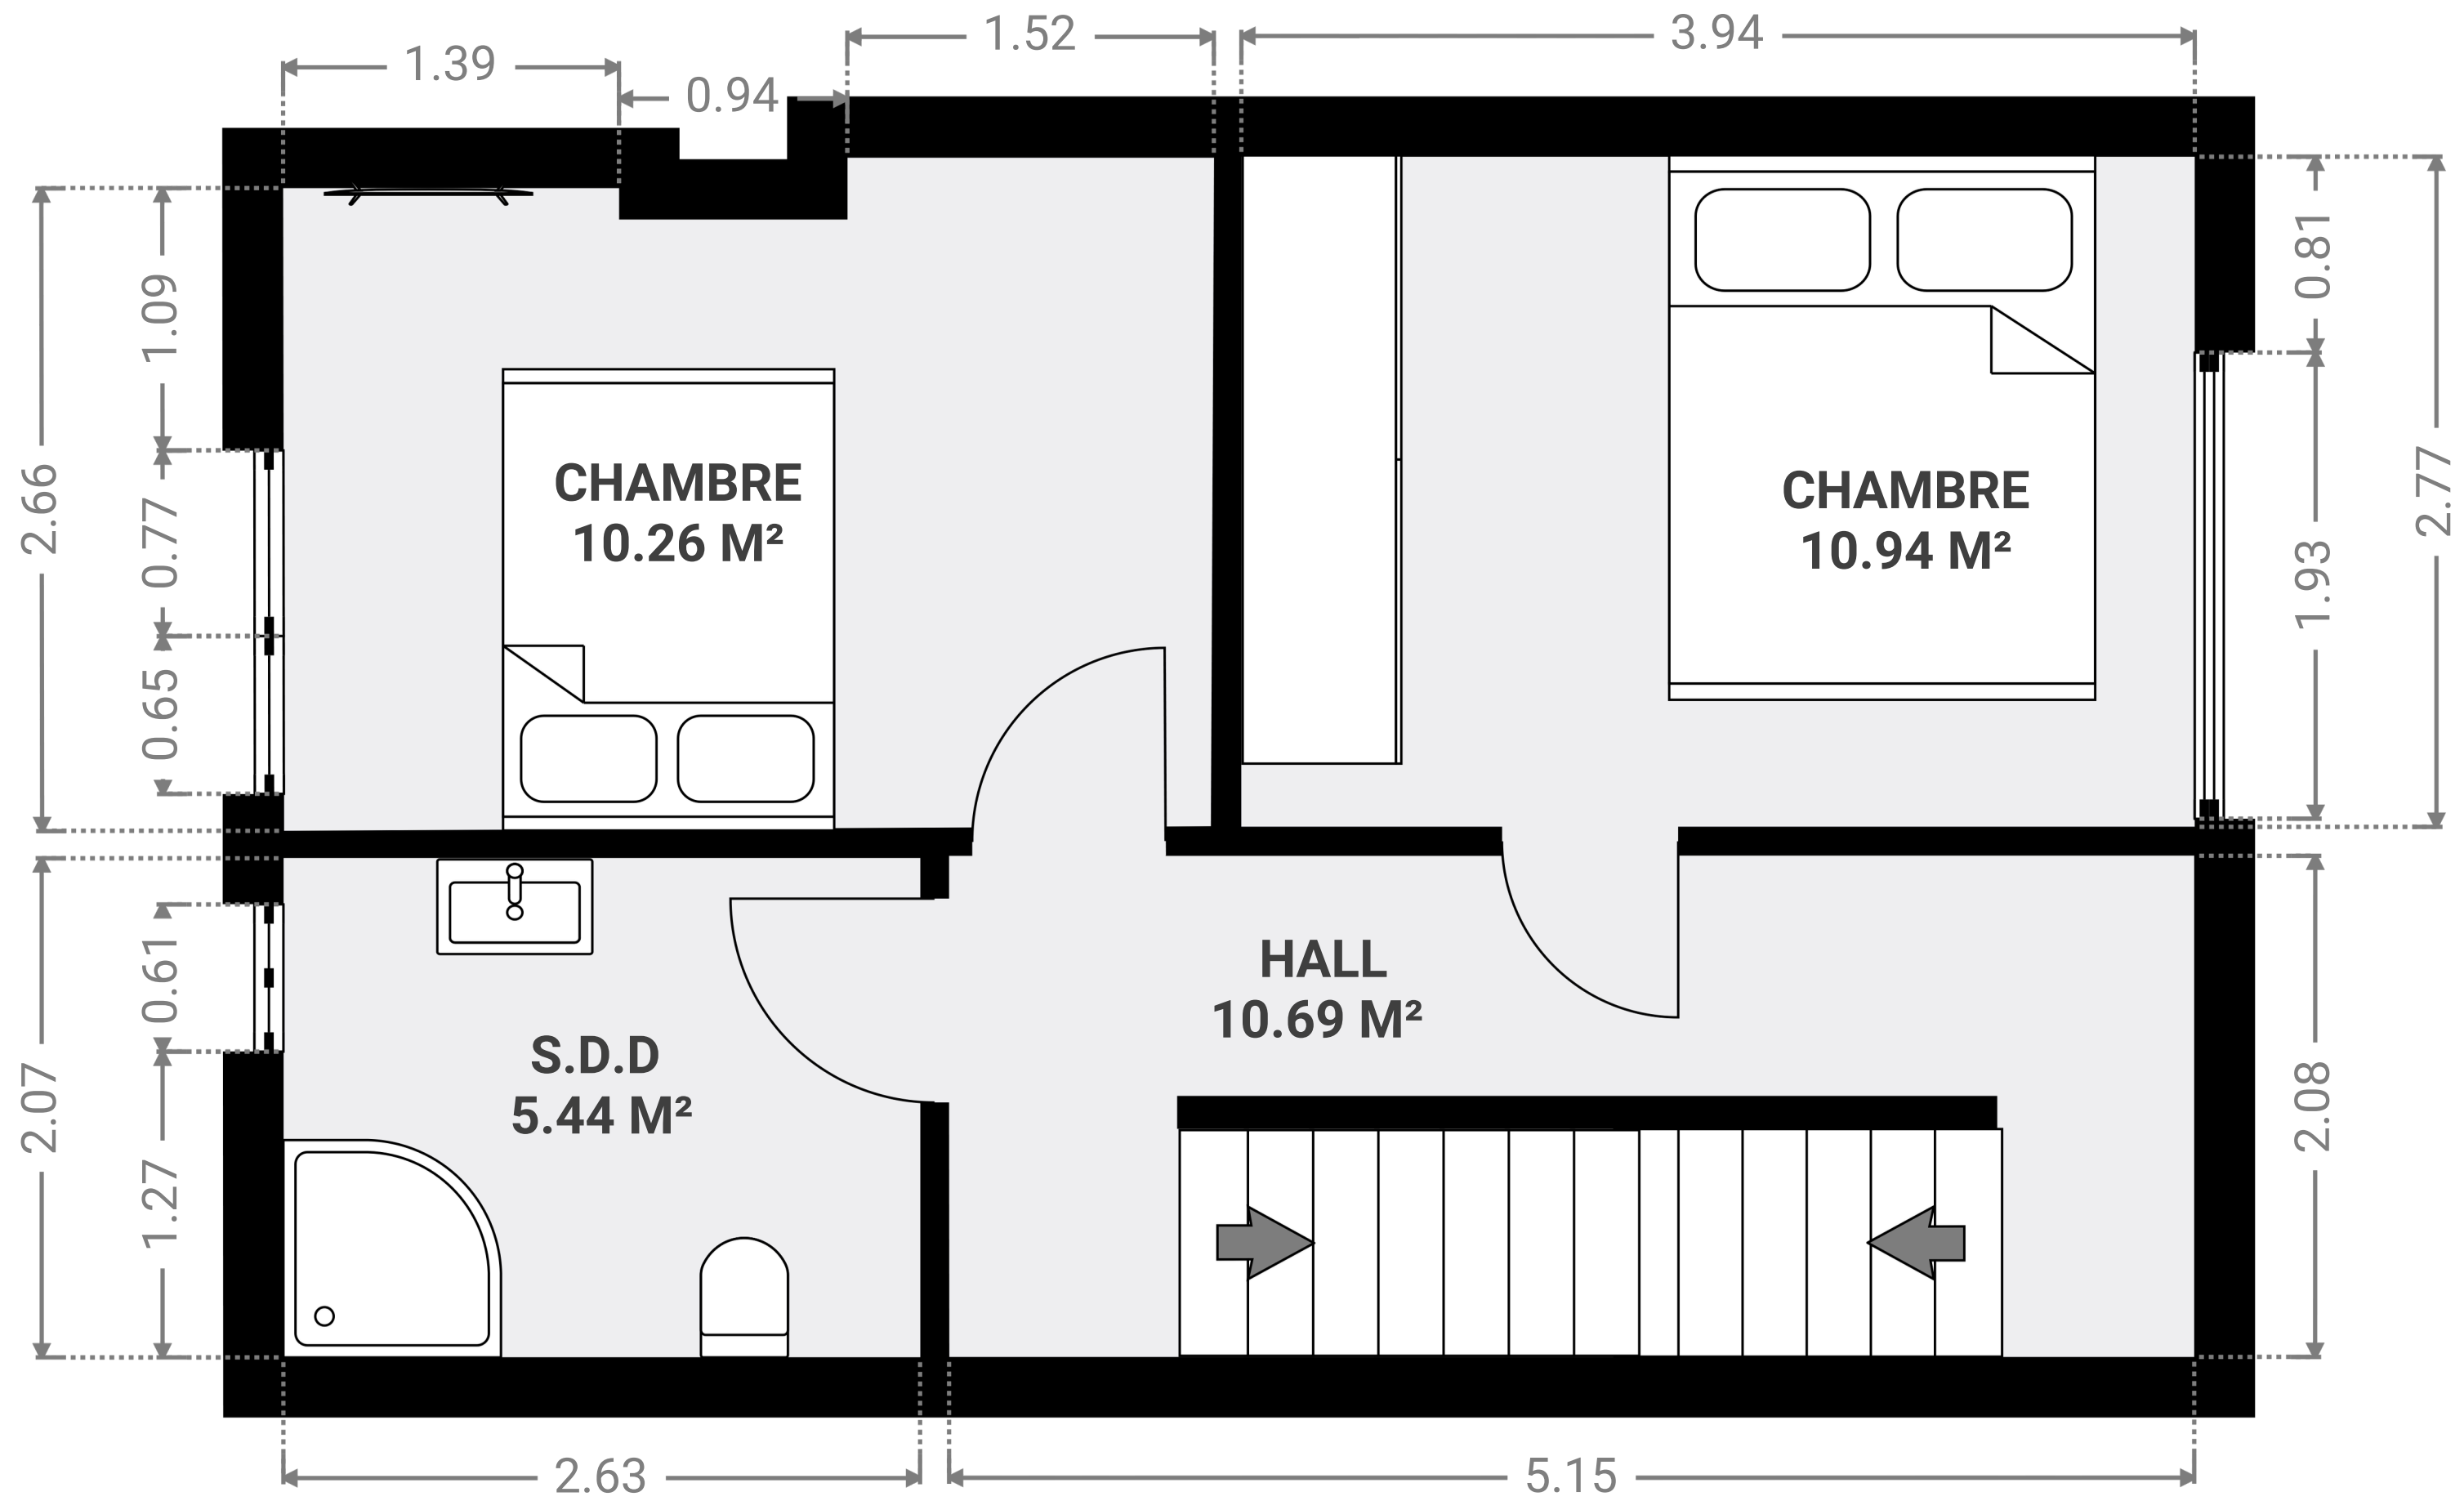 1.52
3.94
1.39
0.94
1.09
0.81
2.66
0.77
CHAMBRE
10.26 M²
CHAMBRE
10.94 M²
2.77
1.93
0.65
0.61
HALL
10.69 M²
S.D.D
5.44 M²
2.07
2.08
1.27
2.63
5.15